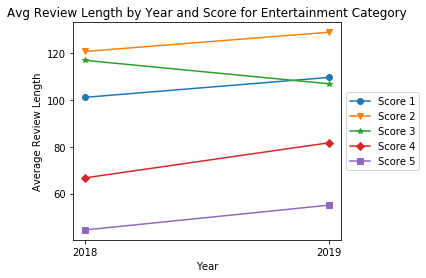 Avg Review Length by Year and Score for Entertainment Category
Average Review Length
120
100
80
60
2018
2019
Year
Score 1
Score 2
Score 3
Score 4
Score 5